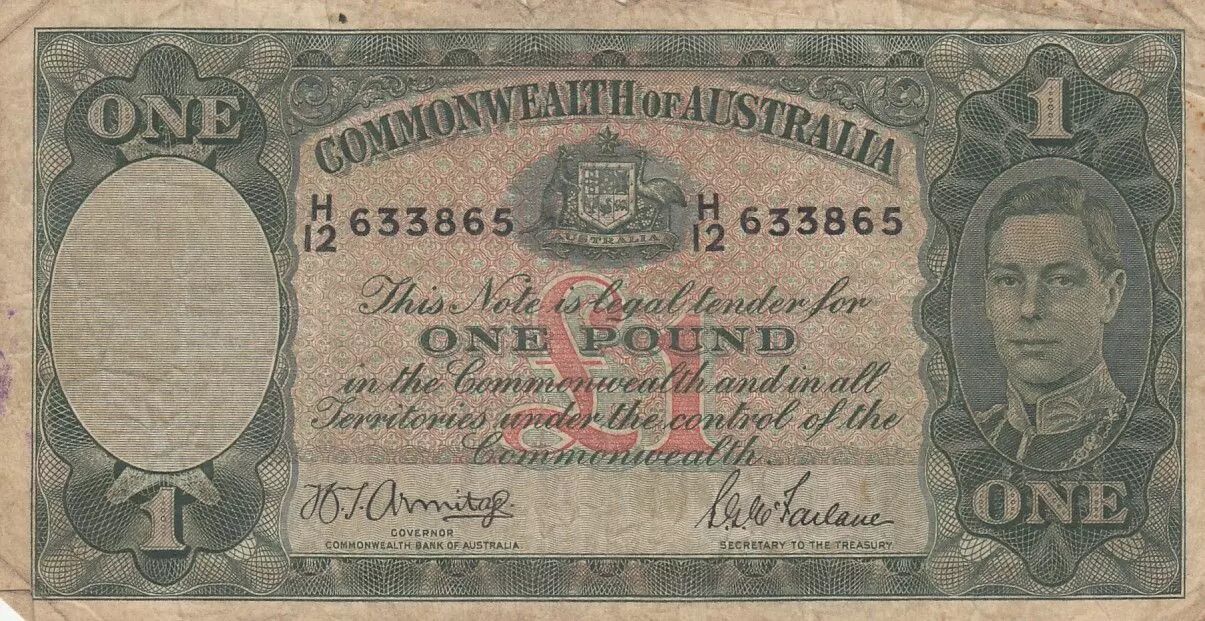 ONE
1
COMMONWEALTH OF AUSTRALIA
H/12 633865
H/12 633865
AUSTRALIA
This Note is legal tender for
ONE POUND
in the Commonwealth and in all
Territories under the control of the
Commonwealth.
£1
H.T. Armitage
GOVERNOR
COMMONWEALTH BANK OF AUSTRALIA
S.G. McFarlane
SECRETARY TO THE TREASURY
1
ONE